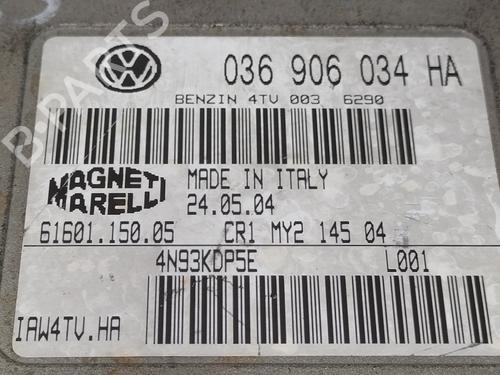 036 906 034 HA
BENZIN 4TV 003 6290
MAGNETI
MARELLI
MADE IN ITALY
24.05.04
61601.150.05 CR1 MY2 145 04
4N93KDP5E L001
IAW4TV.HA
B-PARTS